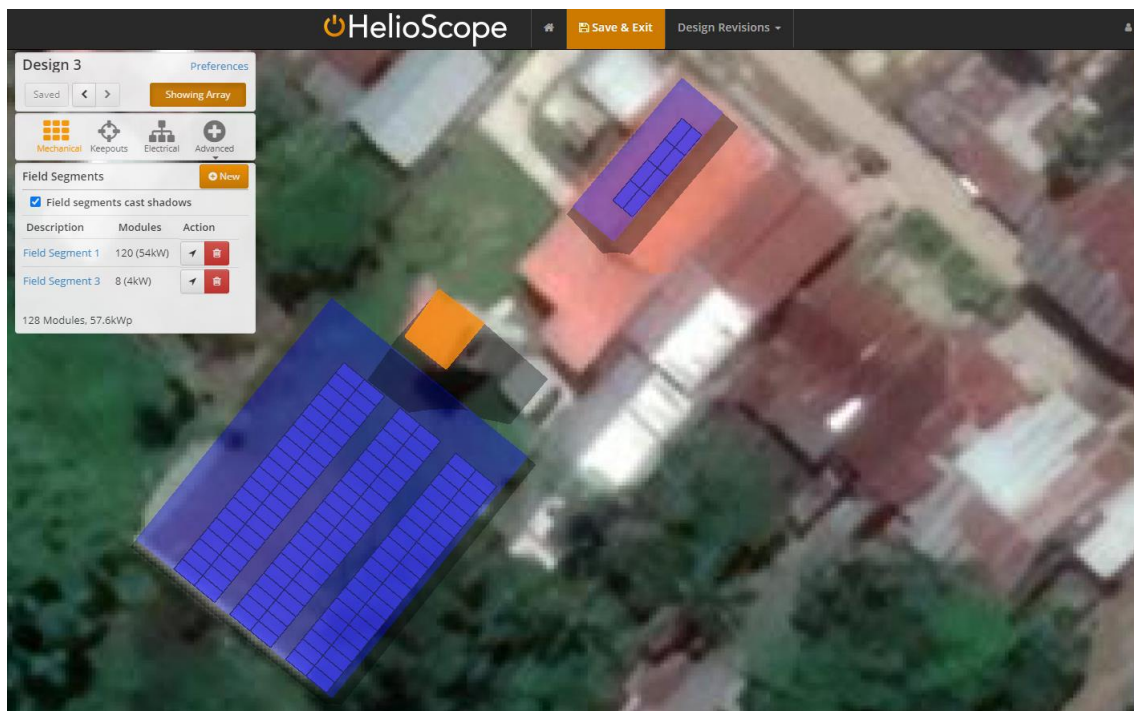 HelioScope
Save & Exit
Design Revisions
Design 3
Preferences
Saved
Showing Array
Mechanical
Keepouts
Electrical
Advanced
Field Segments
New
Field segments cast shadows
Description Modules Action
Field Segment 1 120 (54kW)
Field Segment 3 8 (4kW)
128 Modules, 57.6kWp